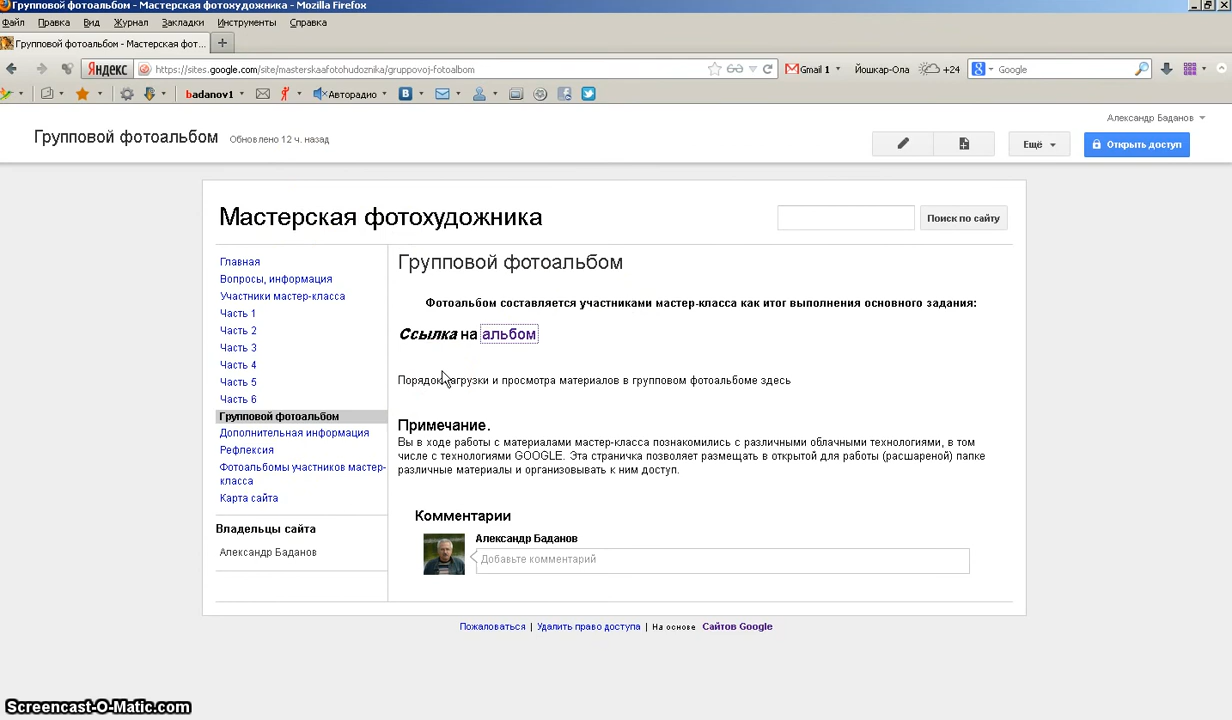 Групповой фотоальбом - Мастерская фотохудожника - Mozilla Firefox
Файл Правка Вид Журнал Закладки Инструменты Справка
Групповой фотоальбом - Мастерская фот... +
Яндекс https://sites.google.com/site/masterskaafotohudoznika/gruppovoj-fotoalbom Gmail 1 Йошкар-Ола +24 Google
badanov1 Авторадио
Александр Баданов
Групповой фотоальбом Обновлено 12 ч. назад
Ещё Открыть доступ
Мастерская фотохудожника
Поиск по сайту
Главная
Вопросы, информация
Участники мастер-класса
Часть 1
Часть 2
Часть 3
Часть 4
Часть 5
Часть 6
Групповой фотоальбом
Дополнительная информация
Рефлексия
Фотоальбомы участников мастер-
класса
Карта сайта
Владельцы сайта
Александр Баданов
Групповой фотоальбом
Фотоальбом составляется участниками мастер-класса как итог выполнения основного задания:
Ссылка на альбом
Порядок загрузки и просмотра материалов в групповом фотоальбоме здесь
Примечание.
Вы в ходе работы с материалами мастер-класса познакомились с различными облачными технологиями, в том
числе с технологиями GOOGLE. Эта страничка позволяет размещать в открытой для работы (расшареной) папке
различные материалы и организовывать к ним доступ.
Комментарии
Александр Баданов
Добавьте комментарий
Пожаловаться | Удалить право доступа | На основе Сайтов Google
Screencast-O-Matic.com